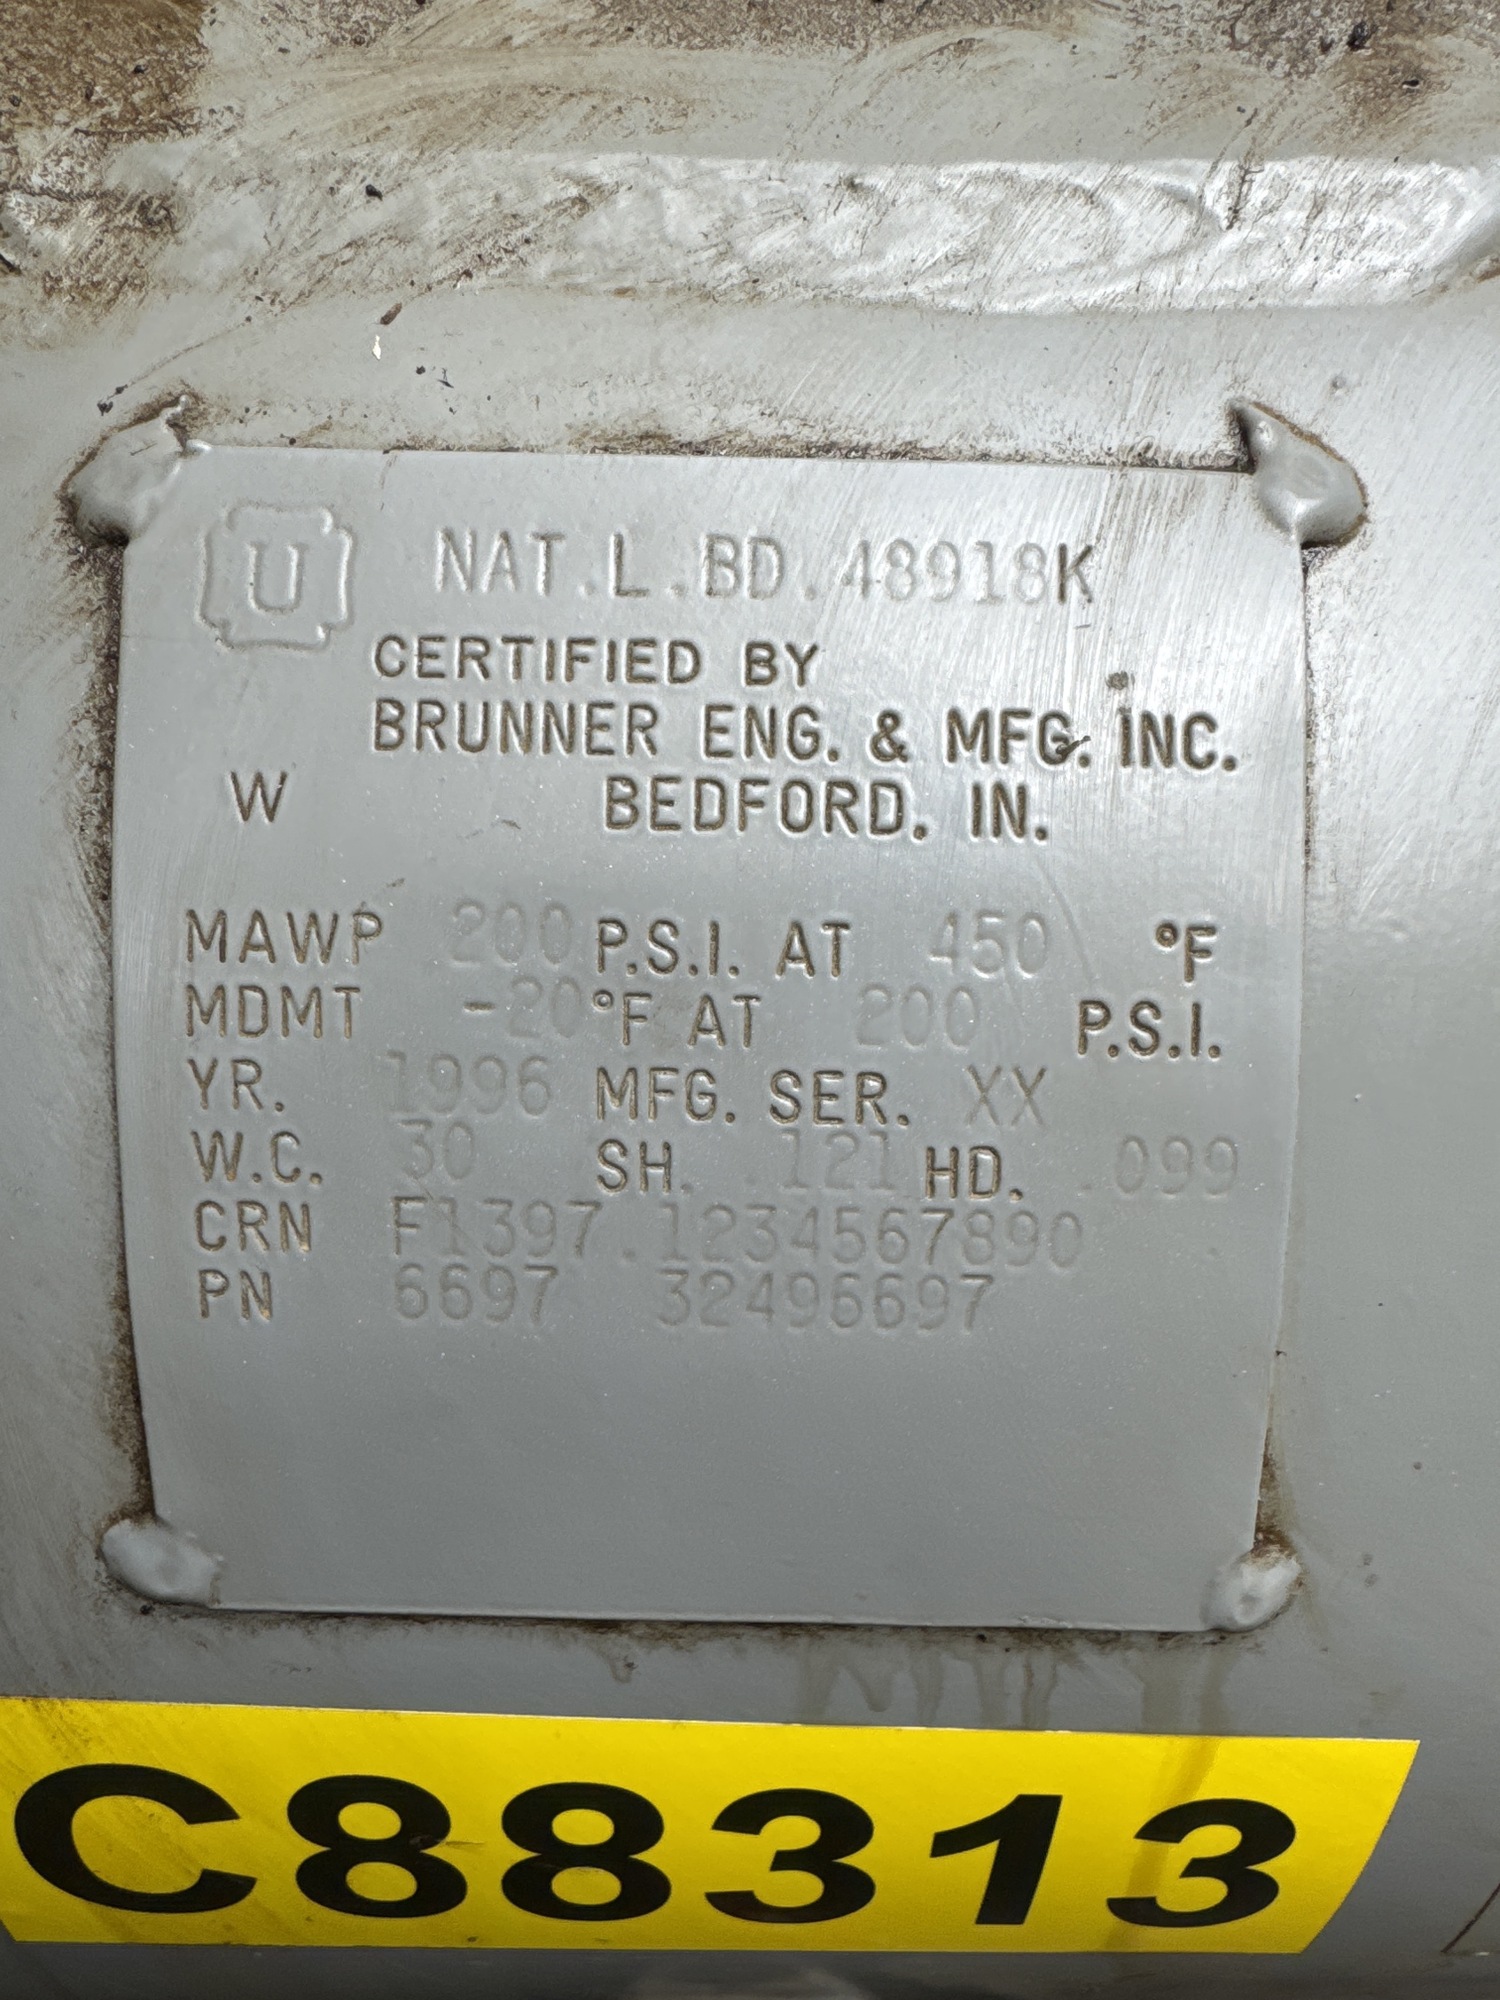 U NAT.L.BD.48918K
CERTIFIED BY
BRUNNER ENG. & MFG. INC.
W BEDFORD. IN.
MAWP 200 P.S.I. AT 450 °F
MDMT -20 °F AT 200 P.S.I.
YR. 1996 MFG. SER. XX
W.C. 30 SH. .121 HD. .099
CRN F1397.1234567890
PN 6697 32496697
C88313